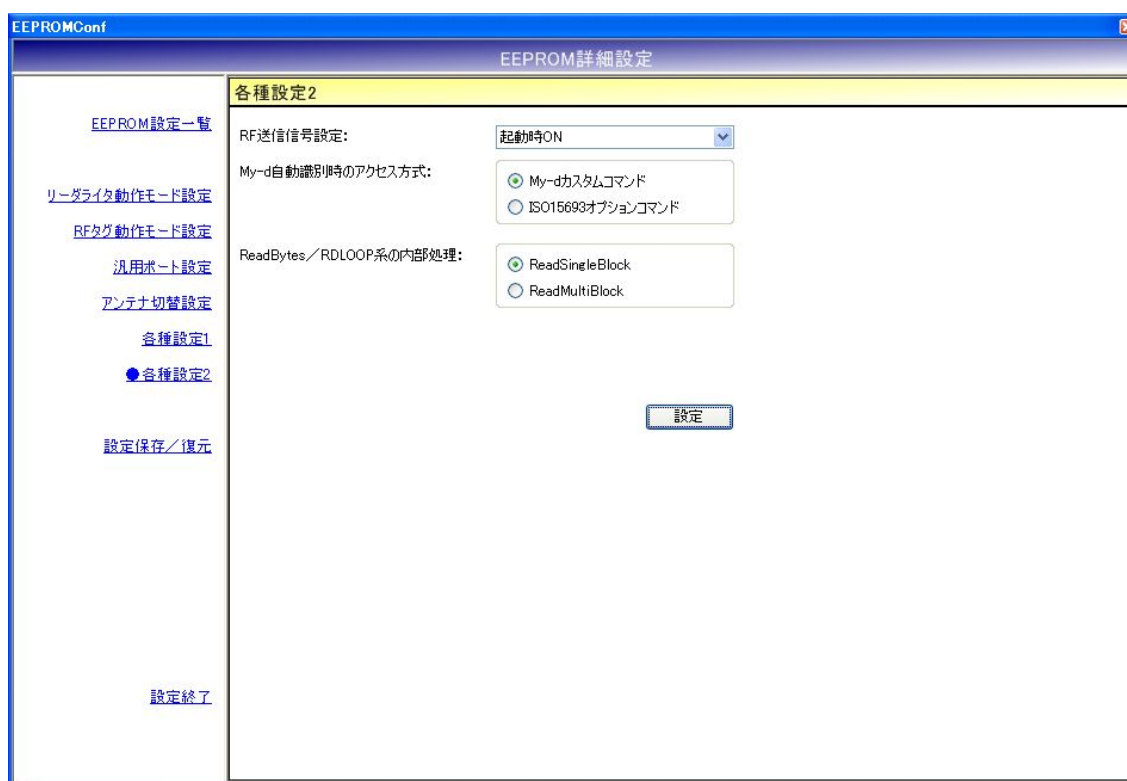 EEPROMConf
EEPROM詳細設定
EEPROM設定一覧
リーダライタ動作モード設定
RFタグ動作モード設定
汎用ポート設定
アンテナ切替設定
各種設定1
●各種設定2
設定保存／復元
設定終了
各種設定2
RF送信信号設定:
起動時ON
My-d自動識別時のアクセス方式:
My-dカスタムコマンド
ISO15693オプションコマンド
ReadBytes／RDLOOP系の内部処理:
ReadSingleBlock
ReadMultiBlock
設定